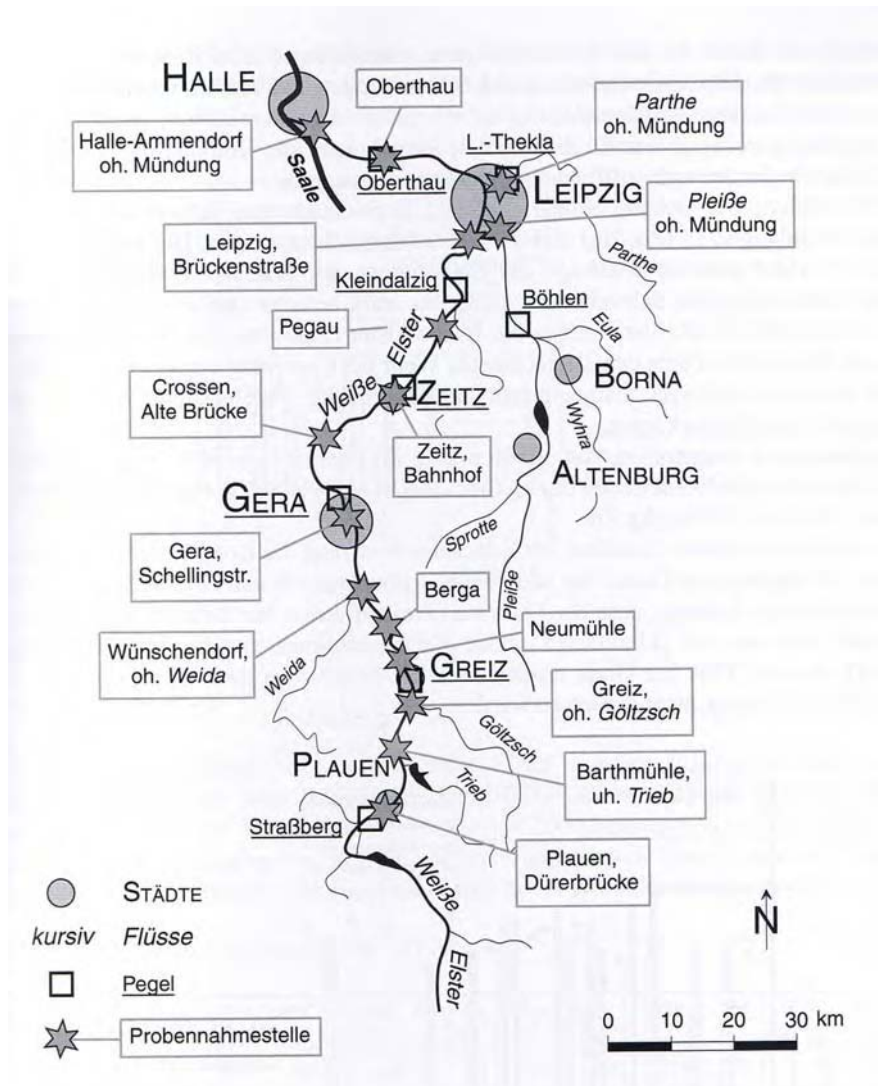 HALLE
Oberthau
Parthe
oh. Mündung
Halle-Ammendorf
oh. Mündung
Saale
L.-Thekla
Oberthau
LEIPZIG
Pleiße
oh. Mündung
Leipzig,
Brückenstraße
Parthe
Kleindalzig
Böhlen
Eula
Pegau
Weiße Elster
BORNA
Crossen,
Alte Brücke
ZEITZ
Wyhra
Zeitz,
Bahnhof
ALTENBURG
GERA
Sprotte
Gera,
Schellingstr.
Pleiße
Berga
Neumühle
Wünschendorf,
oh. Weida
Weida
GREIZ
Greiz,
oh. Göltzsch
Göltzsch
PLAUEN
Trieb
Barthmühle,
uh. Trieb
Straßberg
Plauen,
Dürerbrücke
Weiße Elster
STÄDTE
kursiv Flüsse
Pegel
Probennahmestelle
N
0 10 20 30 km